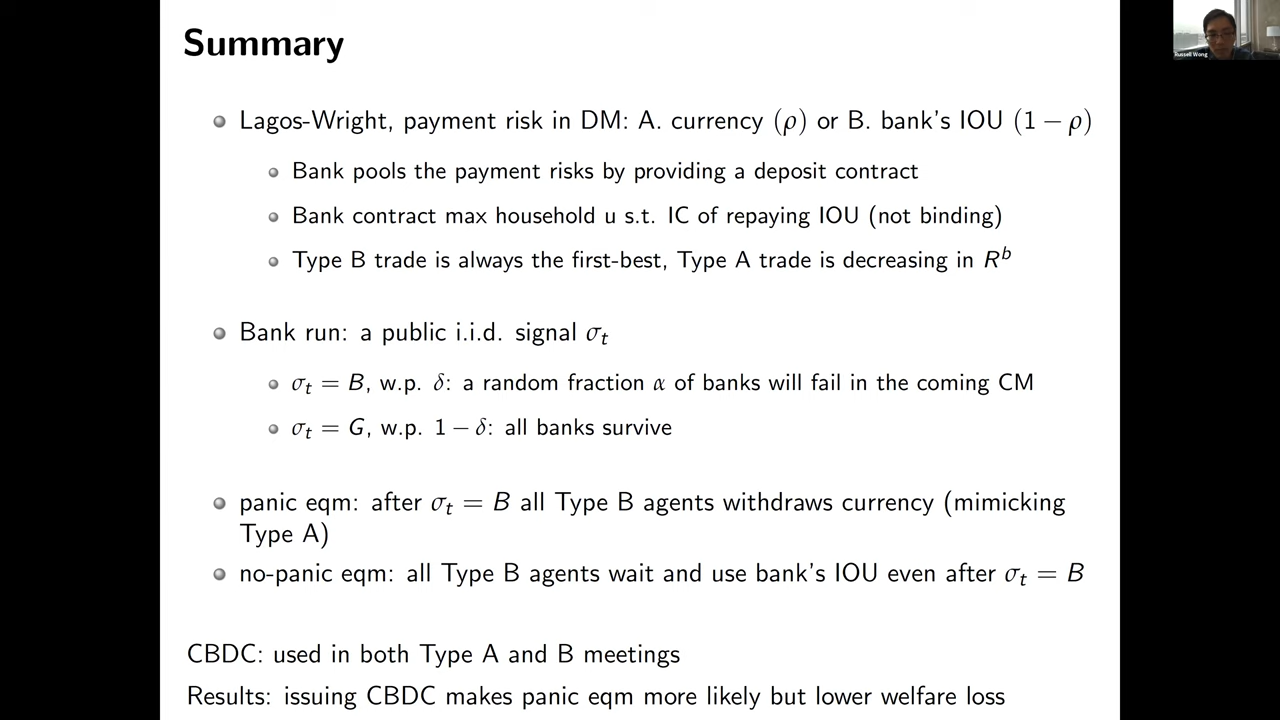 Summary
Russell Wong
Lagos-Wright, payment risk in DM: A. currency (ρ) or B. bank's IOU (1 − ρ)
Bank pools the payment risks by providing a deposit contract
Bank contract max household u s.t. IC of repaying IOU (not binding)
Type B trade is always the first-best, Type A trade is decreasing in R^b
Bank run: a public i.i.d. signal σ_t
σ_t = B, w.p. δ: a random fraction α of banks will fail in the coming CM
σ_t = G, w.p. 1 − δ: all banks survive
panic eqm: after σ_t = B all Type B agents withdraws currency (mimicking
Type A)
no-panic eqm: all Type B agents wait and use bank's IOU even after σ_t = B
CBDC: used in both Type A and B meetings
Results: issuing CBDC makes panic eqm more likely but lower welfare loss